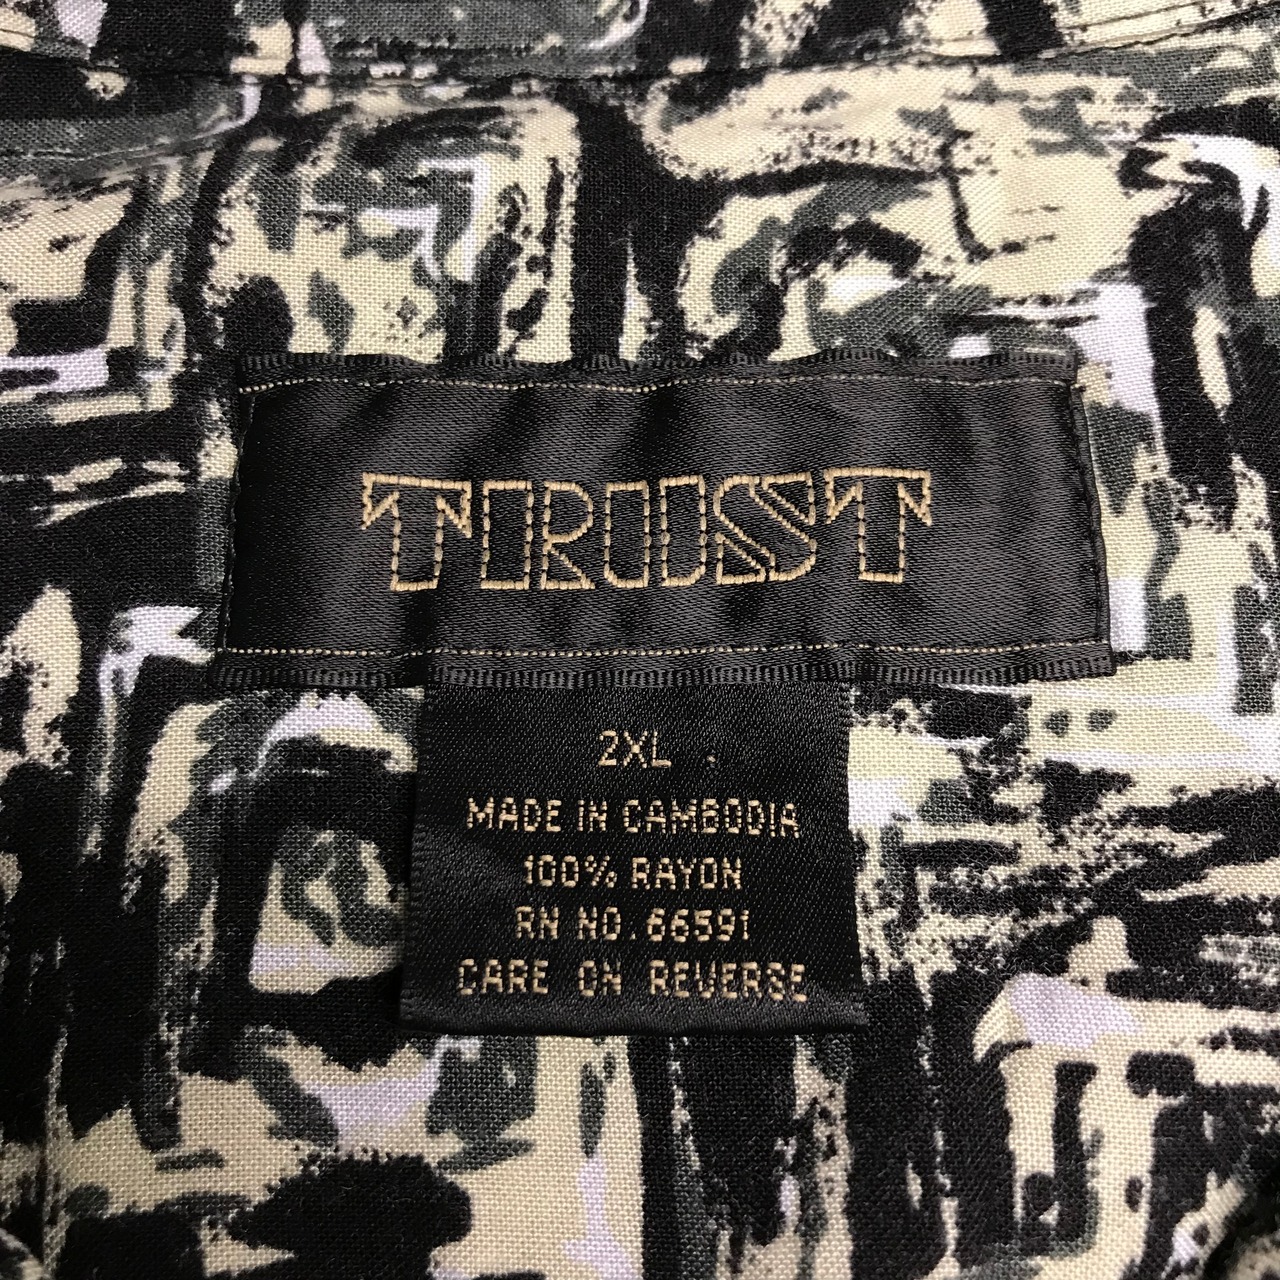 TRUST
2XL
MADE IN CAMBODIA
100% RAYON
RN NO. 66591
CARE ON REVERSE